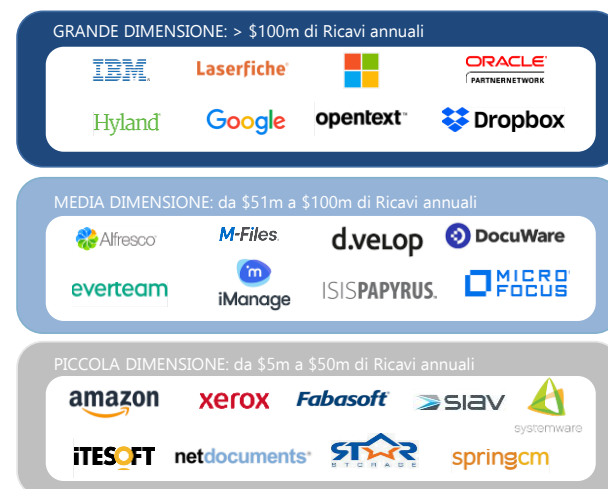 GRANDE DIMENSIONE: > $100m di Ricavi annuali
IBM. Laserfiche ORACLE
PARTNERNETWORK
Hyland Google opentext™ Dropbox
MEDIA DIMENSIONE: da $51m a $100m di Ricavi annuali
Alfresco M-Files d.velop DocuWare
everteam m iManage ISISPAPYRUS. MICRO
FOCUS
PICCOLA DIMENSIONE: da $5m a $50m di Ricavi annuali
amazon xerox Fabasoft SIAV
systemware
iTESOFT netdocuments STAR springcm
STORAGE